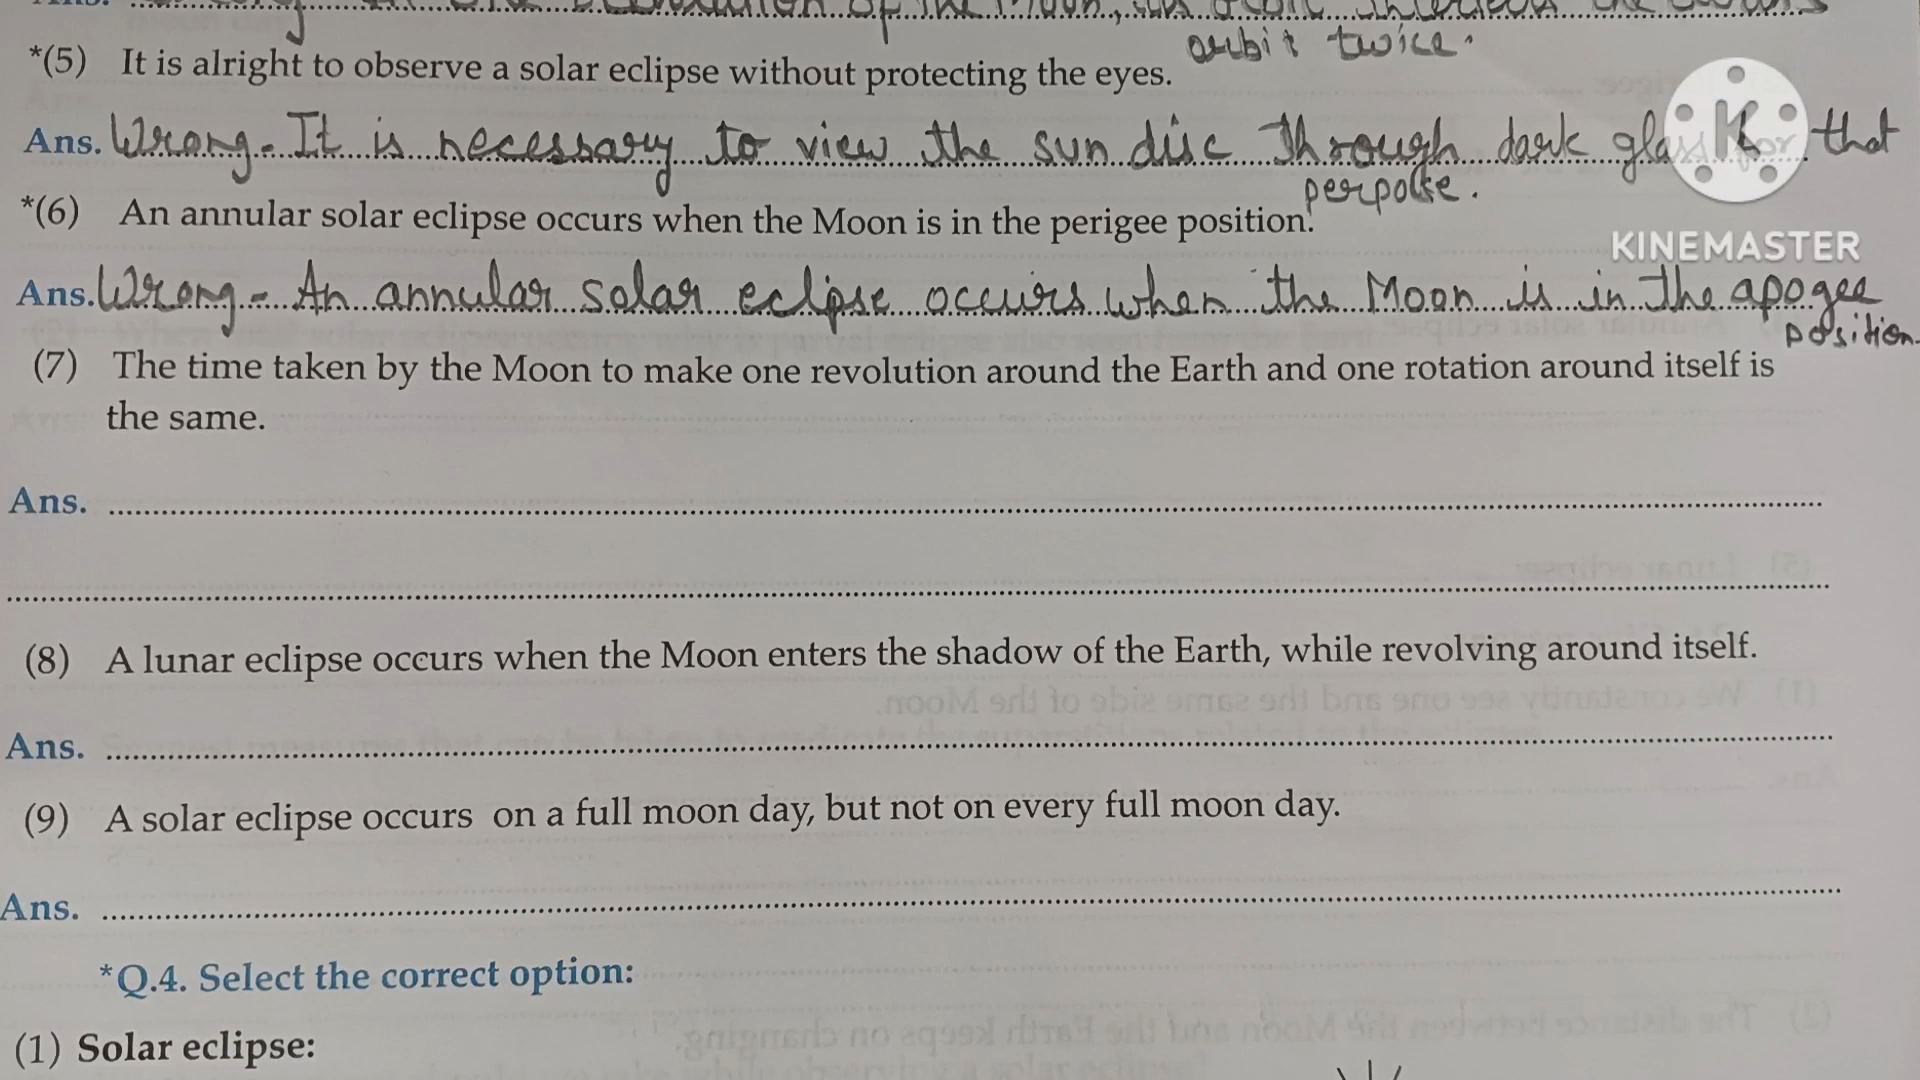 orbit twice.
*(5) It is alright to observe a solar eclipse without protecting the eyes.
Ans. Wrong - It is necessary to view the sun disc through dark glass for that
perpose.
*(6) An annular solar eclipse occurs when the Moon is in the perigee position.
KINEMASTER
Ans. Wrong - An annular solar eclipse occurs when the Moon is in the apogee
position.
(7) The time taken by the Moon to make one revolution around the Earth and one rotation around itself is
the same.
Ans.
(8) A lunar eclipse occurs when the Moon enters the shadow of the Earth, while revolving around itself.
Ans.
(9) A solar eclipse occurs on a full moon day, but not on every full moon day.
Ans.
*Q.4. Select the correct option:
(1) Solar eclipse: